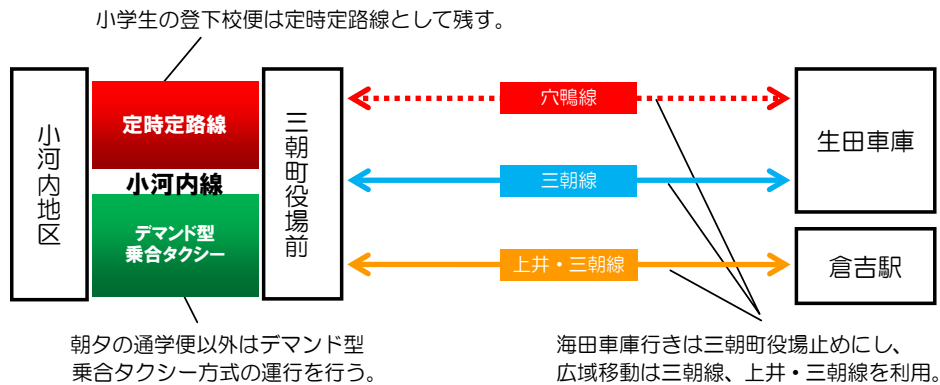 小学生の登下校便は定時定路線として残す。
小河内地区
定時定路線
小河内線
デマンド型
乗合タクシー
三朝町役場前
穴鴨線
三朝線
上井・三朝線
生田車庫
倉吉駅
朝夕の通学便以外はデマンド型
乗合タクシー方式の運行を行う。
海田車庫行きは三朝町役場止めにし、
広域移動は三朝線、上井・三朝線を利用。